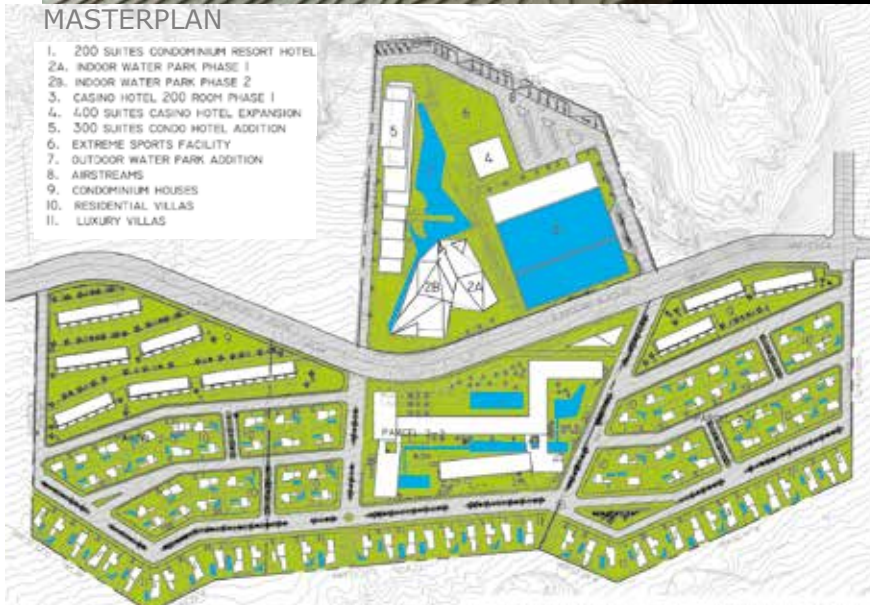 MASTERPLAN
1. 200 SUITES CONDOMINIUM RESORT HOTEL
2A. INDOOR WATER PARK PHASE 1
2B. INDOOR WATER PARK PHASE 2
3. CASINO HOTEL 200 ROOM PHASE 1
4. 400 SUITES CASINO HOTEL EXPANSION
5. 300 SUITES CONDO HOTEL ADDITION
6. EXTREME SPORTS FACILITY
7. OUTDOOR WATER PARK ADDITION
8. AIRSTREAMS
9. CONDOMINIUM HOUSES
10. RESIDENTIAL VILLAS
11. LUXURY VILLAS
8
6
5
4
2B
2A
PARCEL